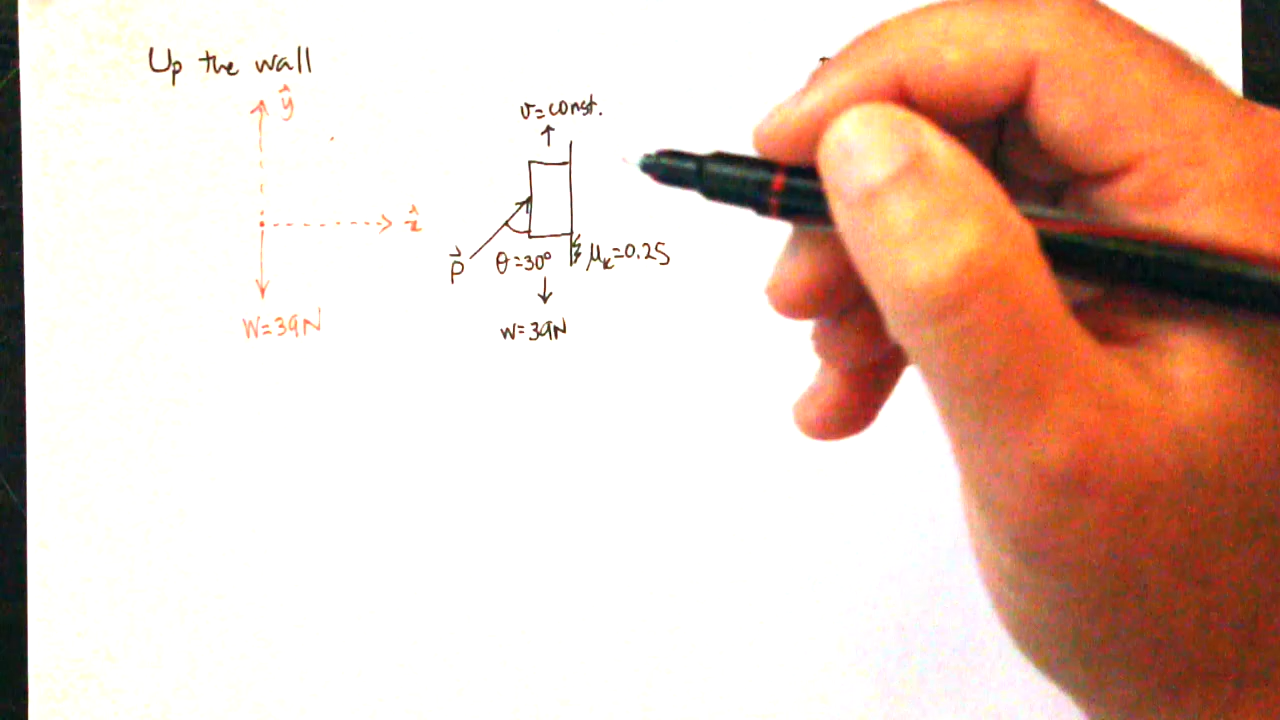 Up the wall
ŷ
x̂
W=39N
v=const.
P⃗
θ=30°
μₖ=0.25
W=39N